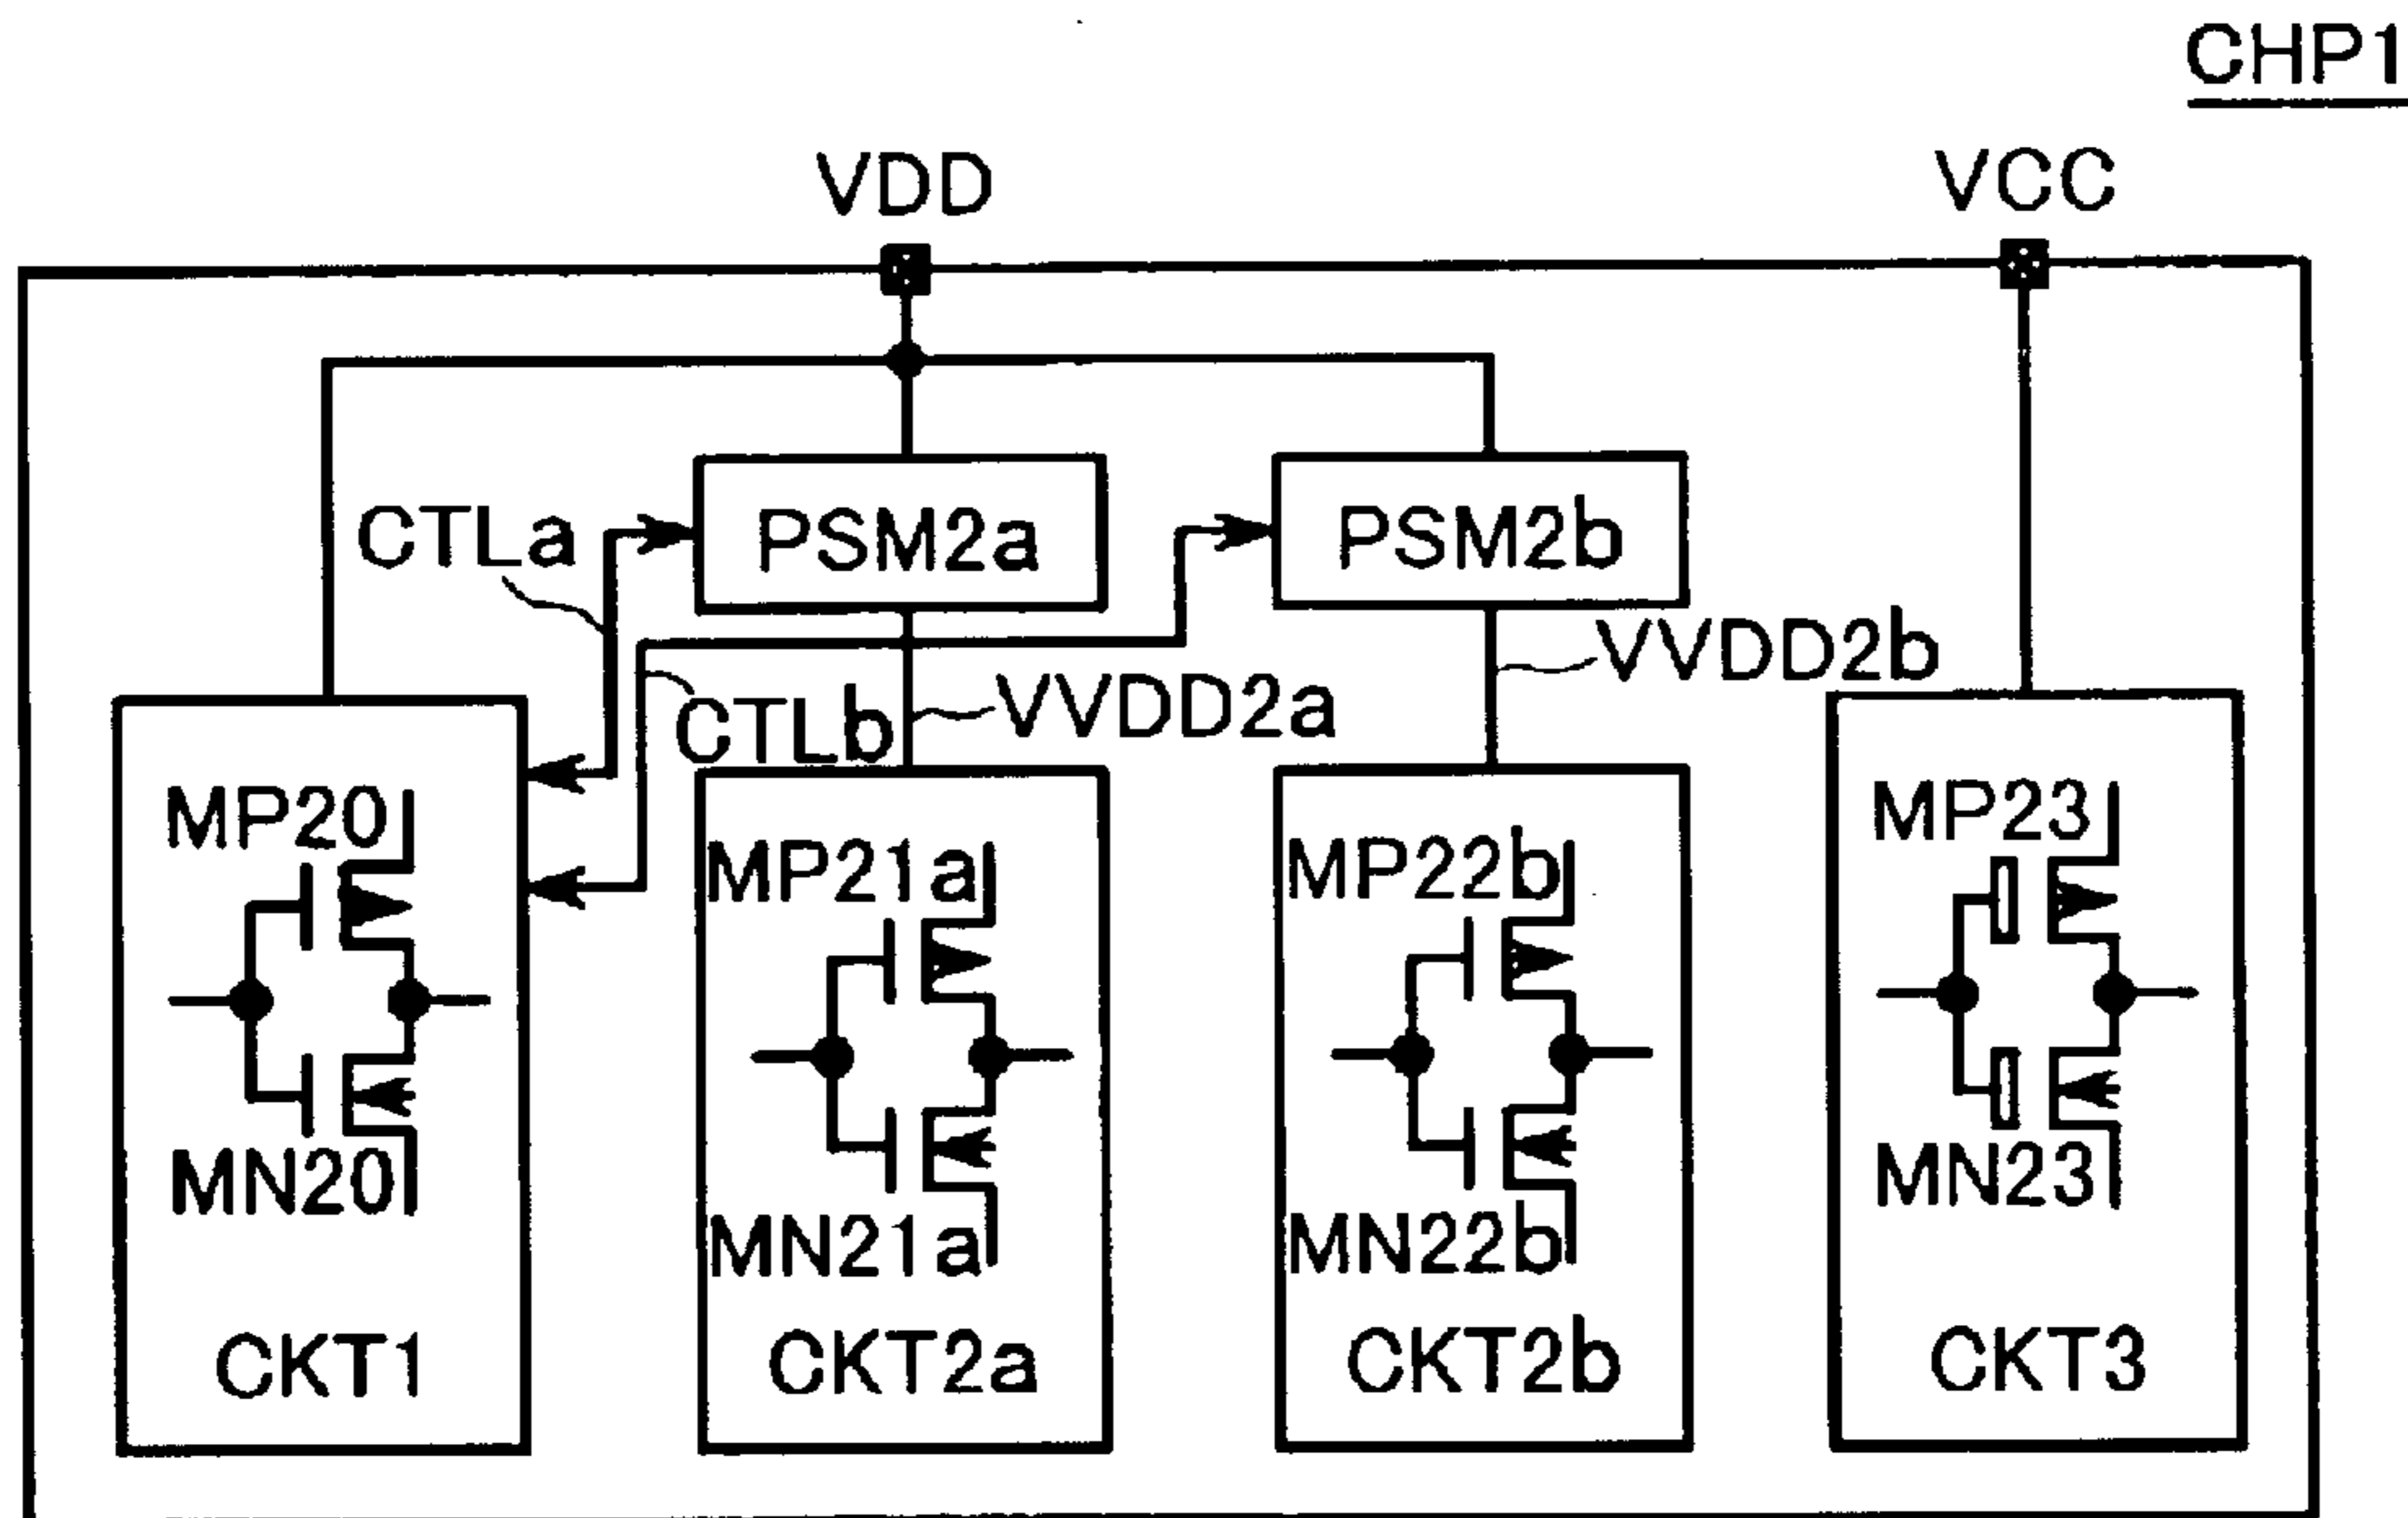 CHP1
VDD
VCC
CTLa
PSM2a
PSM2b
VVDD2b
CTLb
VVDD2a
MP20
MP21a
MP22b
MP23
MN20
MN21a
MN22b
MN23
CKT1
CKT2a
CKT2b
CKT3